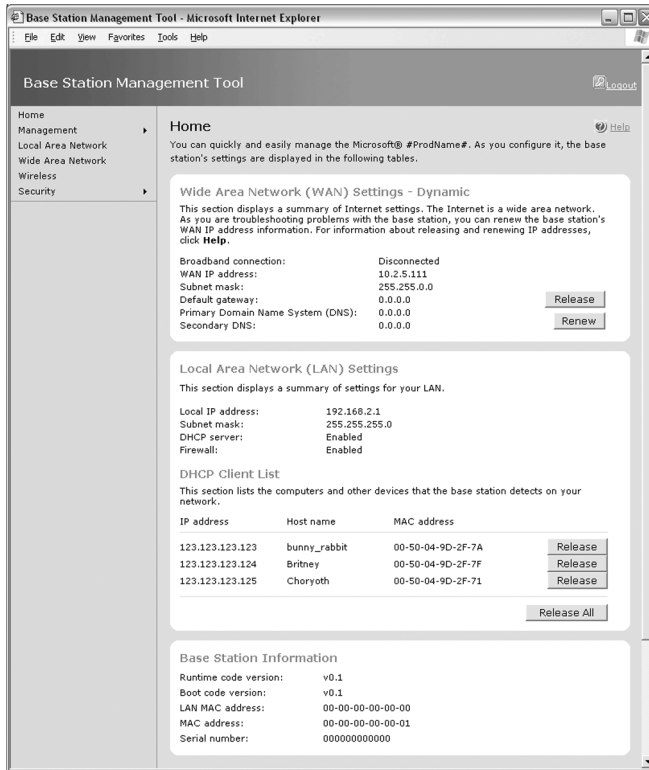 Base Station Management Tool - Microsoft Internet Explorer
File Edit View Favorites Tools Help
Base Station Management Tool
Logout
Home
Management
Local Area Network
Wide Area Network
Wireless
Security
Home
Help
You can quickly and easily manage the Microsoft® #ProdName#. As you configure it, the base
station's settings are displayed in the following tables.
Wide Area Network (WAN) Settings - Dynamic
This section displays a summary of Internet settings. The Internet is a wide area network.
As you are troubleshooting problems with the base station, you can renew the base station's
WAN IP address information. For information about releasing and renewing IP addresses,
click Help.
Broadband connection: Disconnected
WAN IP address: 10.2.5.111
Subnet mask: 255.255.0.0
Default gateway: 0.0.0.0 Release
Primary Domain Name System (DNS): 0.0.0.0
Secondary DNS: 0.0.0.0 Renew
Local Area Network (LAN) Settings
This section displays a summary of settings for your LAN.
Local IP address: 192.168.2.1
Subnet mask: 255.255.255.0
DHCP server: Enabled
Firewall: Enabled
DHCP Client List
This section lists the computers and other devices that the base station detects on your
network.
IP address Host name MAC address
123.123.123.123 bunny_rabbit 00-50-04-9D-2F-7A Release
123.123.123.124 Britney 00-50-04-9D-2F-7F Release
123.123.123.125 Choryoth 00-50-04-9D-2F-71 Release
Release All
Base Station Information
Runtime code version: v0.1
Boot code version: v0.1
LAN MAC address: 00-00-00-00-00-00
MAC address: 00-00-00-00-00-01
Serial number: 000000000000